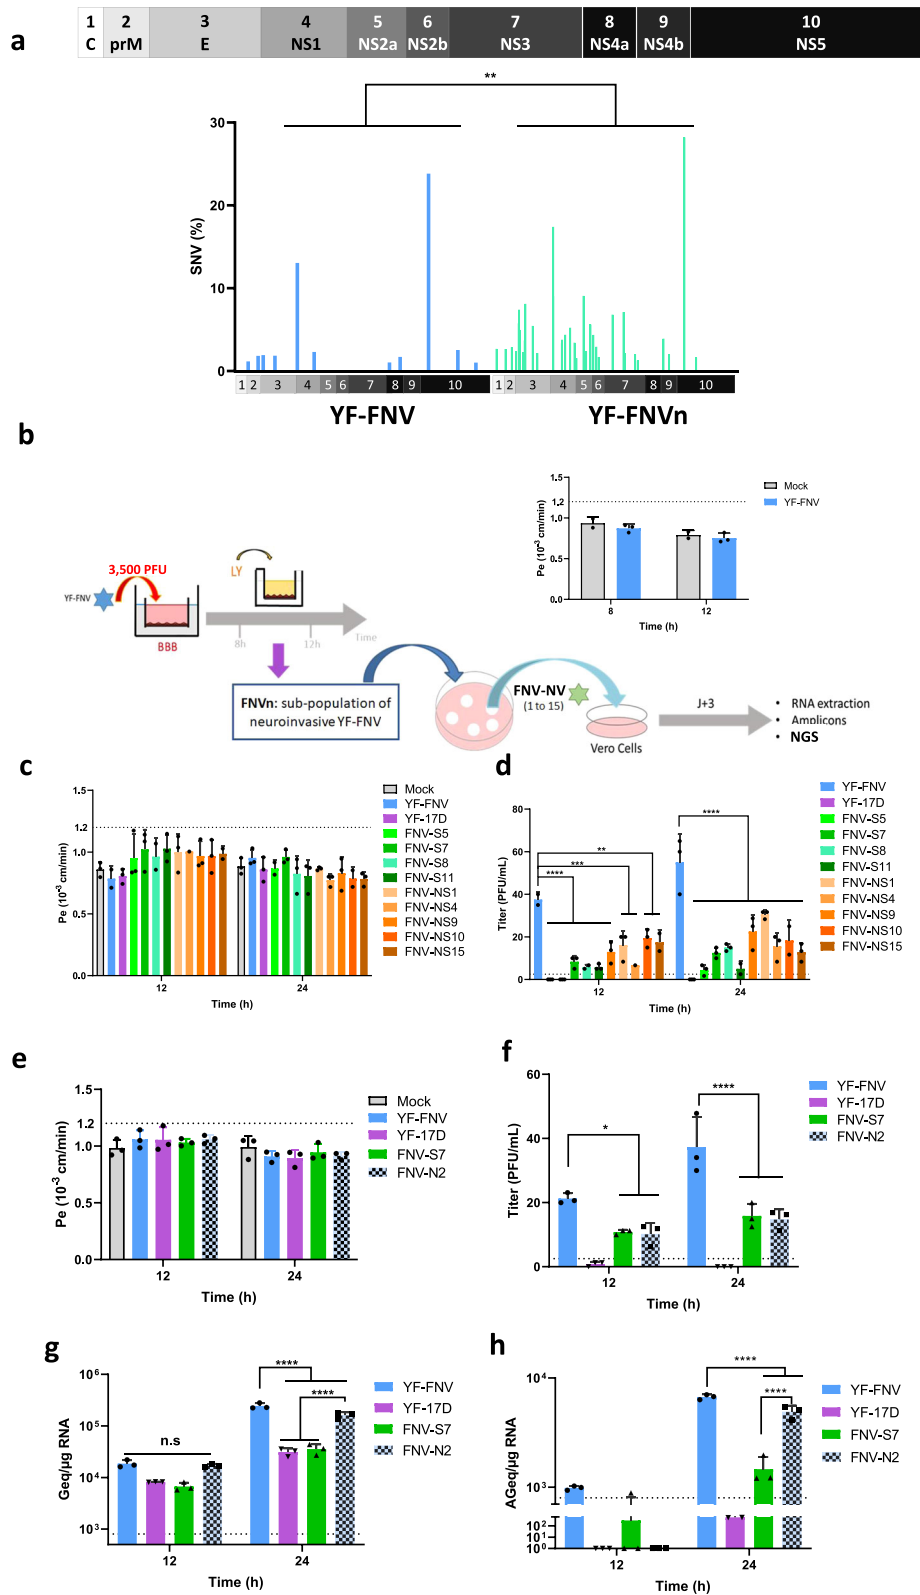 a
1 2 3 4 5 6 7 8 9 10
C prM E NS1 NS2a NS2b NS3 NS4a NS4b NS5
**
30
20
10
0
SNV (%)
1 2 3 4 5 6 7 8 9 10 1 2 3 4 5 6 7 8 9 10
YF-FNV YF-FNVn
b
1.5
1.2
1.0
0.5
0.0
Pe (10⁻³ cm/min)
8 12
Time (h)
Mock
YF-FNV
3,500 PFU
YF-FNV
BBB
LY
8h 12h Time
FNVn: sub-population of
neuroinvasive YF-FNV
FNV-NV
(1 to 15)
Vero Cells
J+3
• RNA extraction
• Amplicons
• NGS
c
1.5
1.2
1.0
0.5
0.0
Pe (10⁻³ cm/min)
12 24
Time (h)
Mock
YF-FNV
YF-17D
FNV-S5
FNV-S7
FNV-S8
FNV-S11
FNV-NS1
FNV-NS4
FNV-NS9
FNV-NS10
FNV-NS15
d
80
60
40
20
0
Titer (PFU/mL)
**
***
****
****
12 24
Time (h)
YF-FNV
YF-17D
FNV-S5
FNV-S7
FNV-S8
FNV-S11
FNV-NS1
FNV-NS4
FNV-NS9
FNV-NS10
FNV-NS15
e
1.5
1.2
1.0
0.5
0.0
Pe (10⁻³ cm/min)
12 24
Time (h)
Mock
YF-FNV
YF-17D
FNV-S7
FNV-N2
f
60
40
20
0
Titer (PFU/mL)
*
****
12 24
Time (h)
YF-FNV
YF-17D
FNV-S7
FNV-N2
g
10⁶
10⁵
10⁴
10³
Geq/µg RNA
n.s
****
****
12 24
Time (h)
YF-FNV
YF-17D
FNV-S7
FNV-N2
h
10⁴
10³
10²
10¹
10⁰
AGeq/µg RNA
****
****
12 24
Time (h)
YF-FNV
YF-17D
FNV-S7
FNV-N2